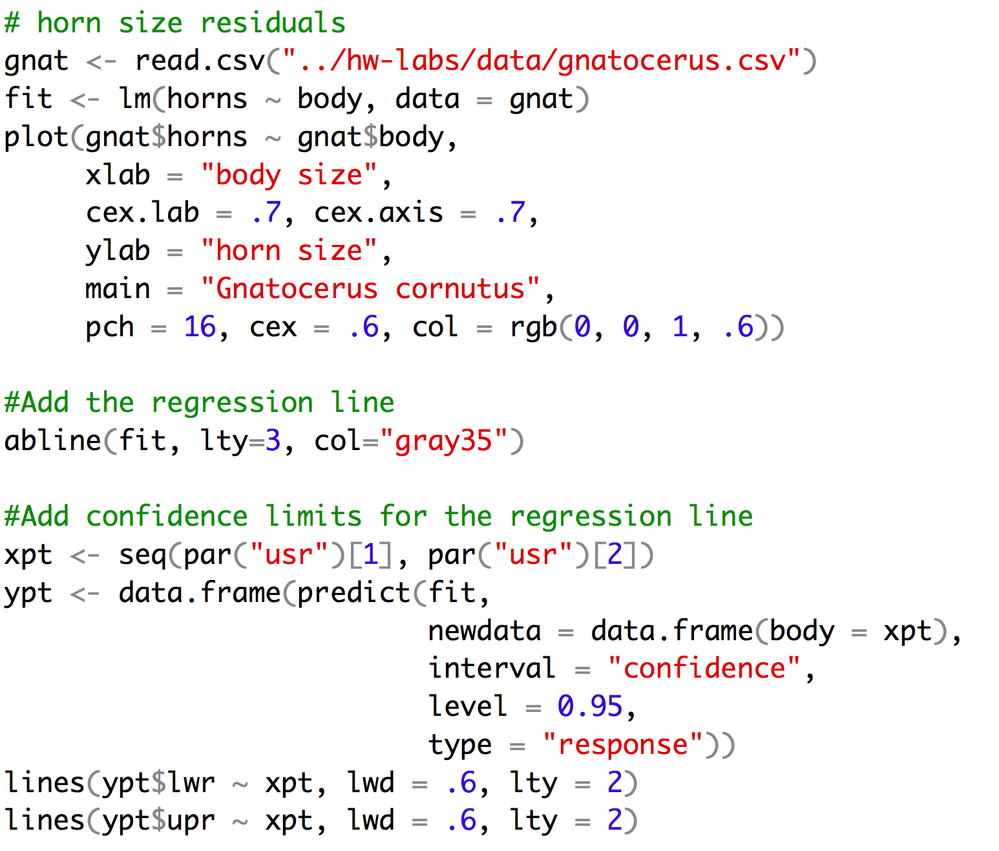 # horn size residuals
gnat <- read.csv("../hw-labs/data/gnatocerus.csv")
fit <- lm(horns ~ body, data = gnat)
plot(gnat$horns ~ gnat$body,
     xlab = "body size",
     cex.lab = .7, cex.axis = .7,
     ylab = "horn size",
     main = "Gnatocerus cornutus",
     pch = 16, cex = .6, col = rgb(0, 0, 1, .6))

#Add the regression line
abline(fit, lty=3, col="gray35")

#Add confidence limits for the regression line
xpt <- seq(par("usr")[1], par("usr")[2])
ypt <- data.frame(predict(fit,
                          newdata = data.frame(body = xpt),
                          interval = "confidence",
                          level = 0.95,
                          type = "response"))
lines(ypt$lwr ~ xpt, lwd = .6, lty = 2)
lines(ypt$upr ~ xpt, lwd = .6, lty = 2)